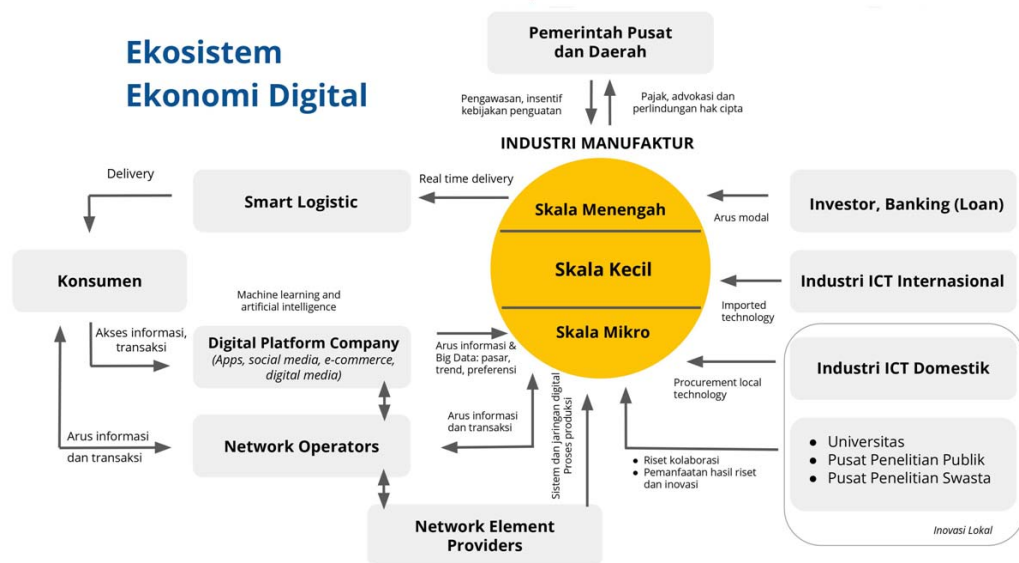 Ekosistem
Ekonomi Digital
Pemerintah Pusat
dan Daerah
Pengawasan, insentif
kebijakan penguatan
Pajak, advokasi dan
perlindungan hak cipta
INDUSTRI MANUFAKTUR
Delivery
Smart Logistic
Real time delivery
Skala Menengah
Arus modal
Investor, Banking (Loan)
Konsumen
Skala Kecil
Industri ICT Internasional
Imported
technology
Machine learning and
artificial intelligence
Akses informasi,
transaksi
Digital Platform Company
(Apps, social media, e-commerce,
digital media)
Arus informasi &
Big Data: pasar,
trend, preferensi
Skala Mikro
Industri ICT Domestik
Procurement local
technology
Arus informasi
dan transaksi
Network Operators
Arus informasi
dan transaksi
Sistem dan jaringan digital
Proses produksi
● Riset kolaborasi
● Pemanfaatan hasil riset
dan inovasi
● Universitas
● Pusat Penelitian Publik
● Pusat Penelitian Swasta
Inovasi Lokal
Network Element
Providers